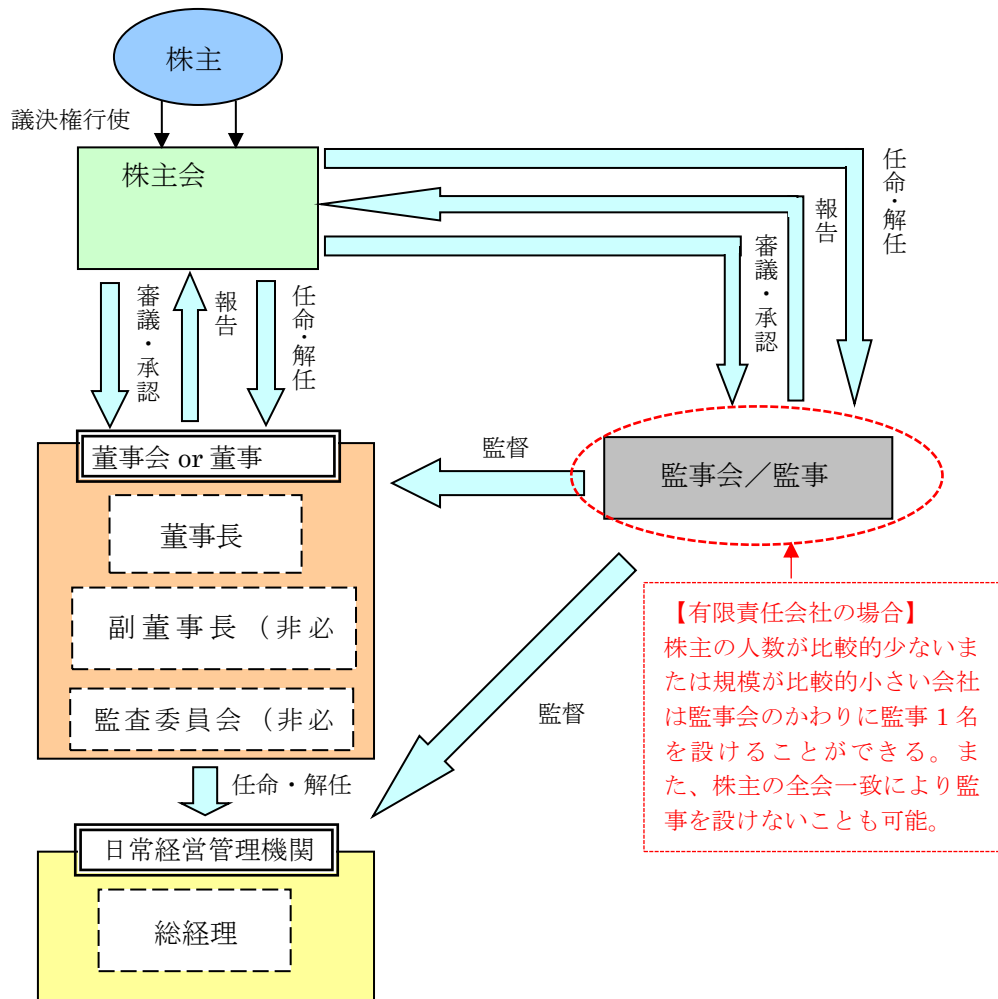 株主
議決権行使
株主会
任命・解任
報告
審議・承認
審議・承認
報告
任命・解任
董事会 or 董事
監督
監事会／監事
董事長
副董事長（非必
監査委員会（非必
【有限責任会社の場合】
株主の人数が比較的少ないま
たは規模が比較的小さい会社
は監事会のかわりに監事 1 名
を設けることができる。ま
た、株主の全会一致により監
事を設けないことも可能。
監督
任命・解任
日常経営管理機関
総経理